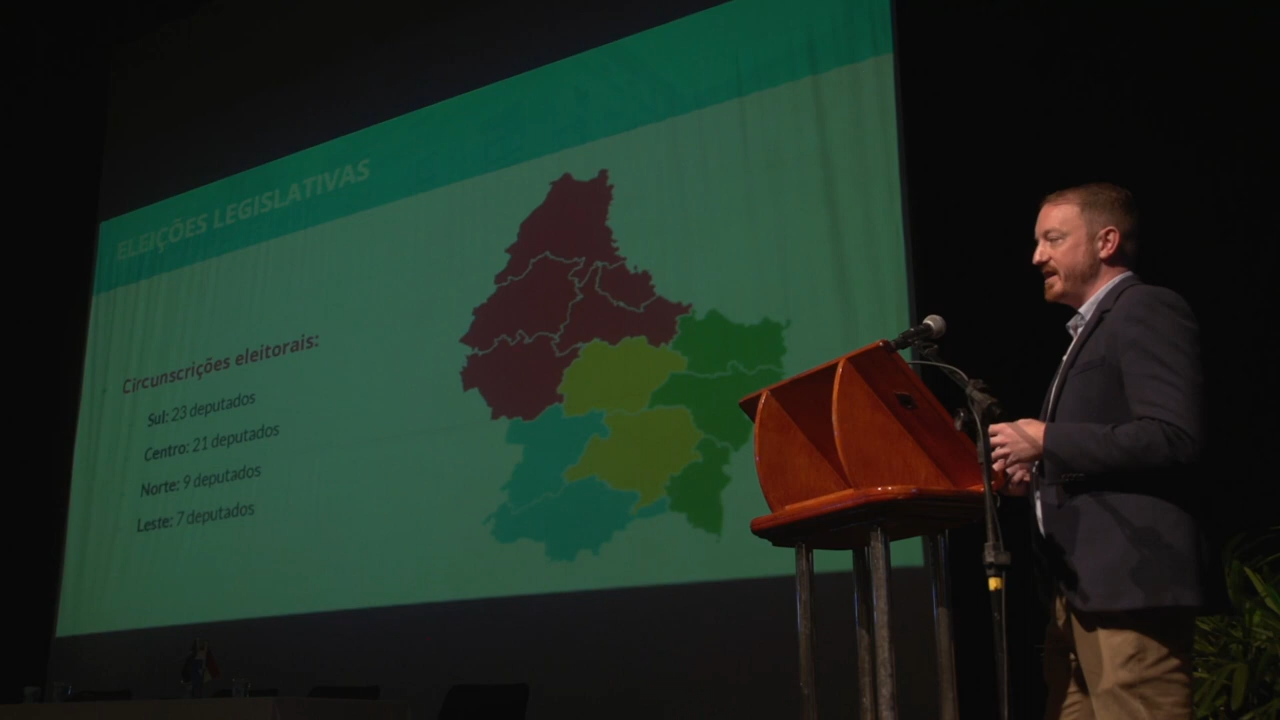 ELEIÇÕES LEGISLATIVAS
Circunscrições eleitorais:
Sul: 23 deputados
Centro: 21 deputados
Norte: 9 deputados
Leste: 7 deputados